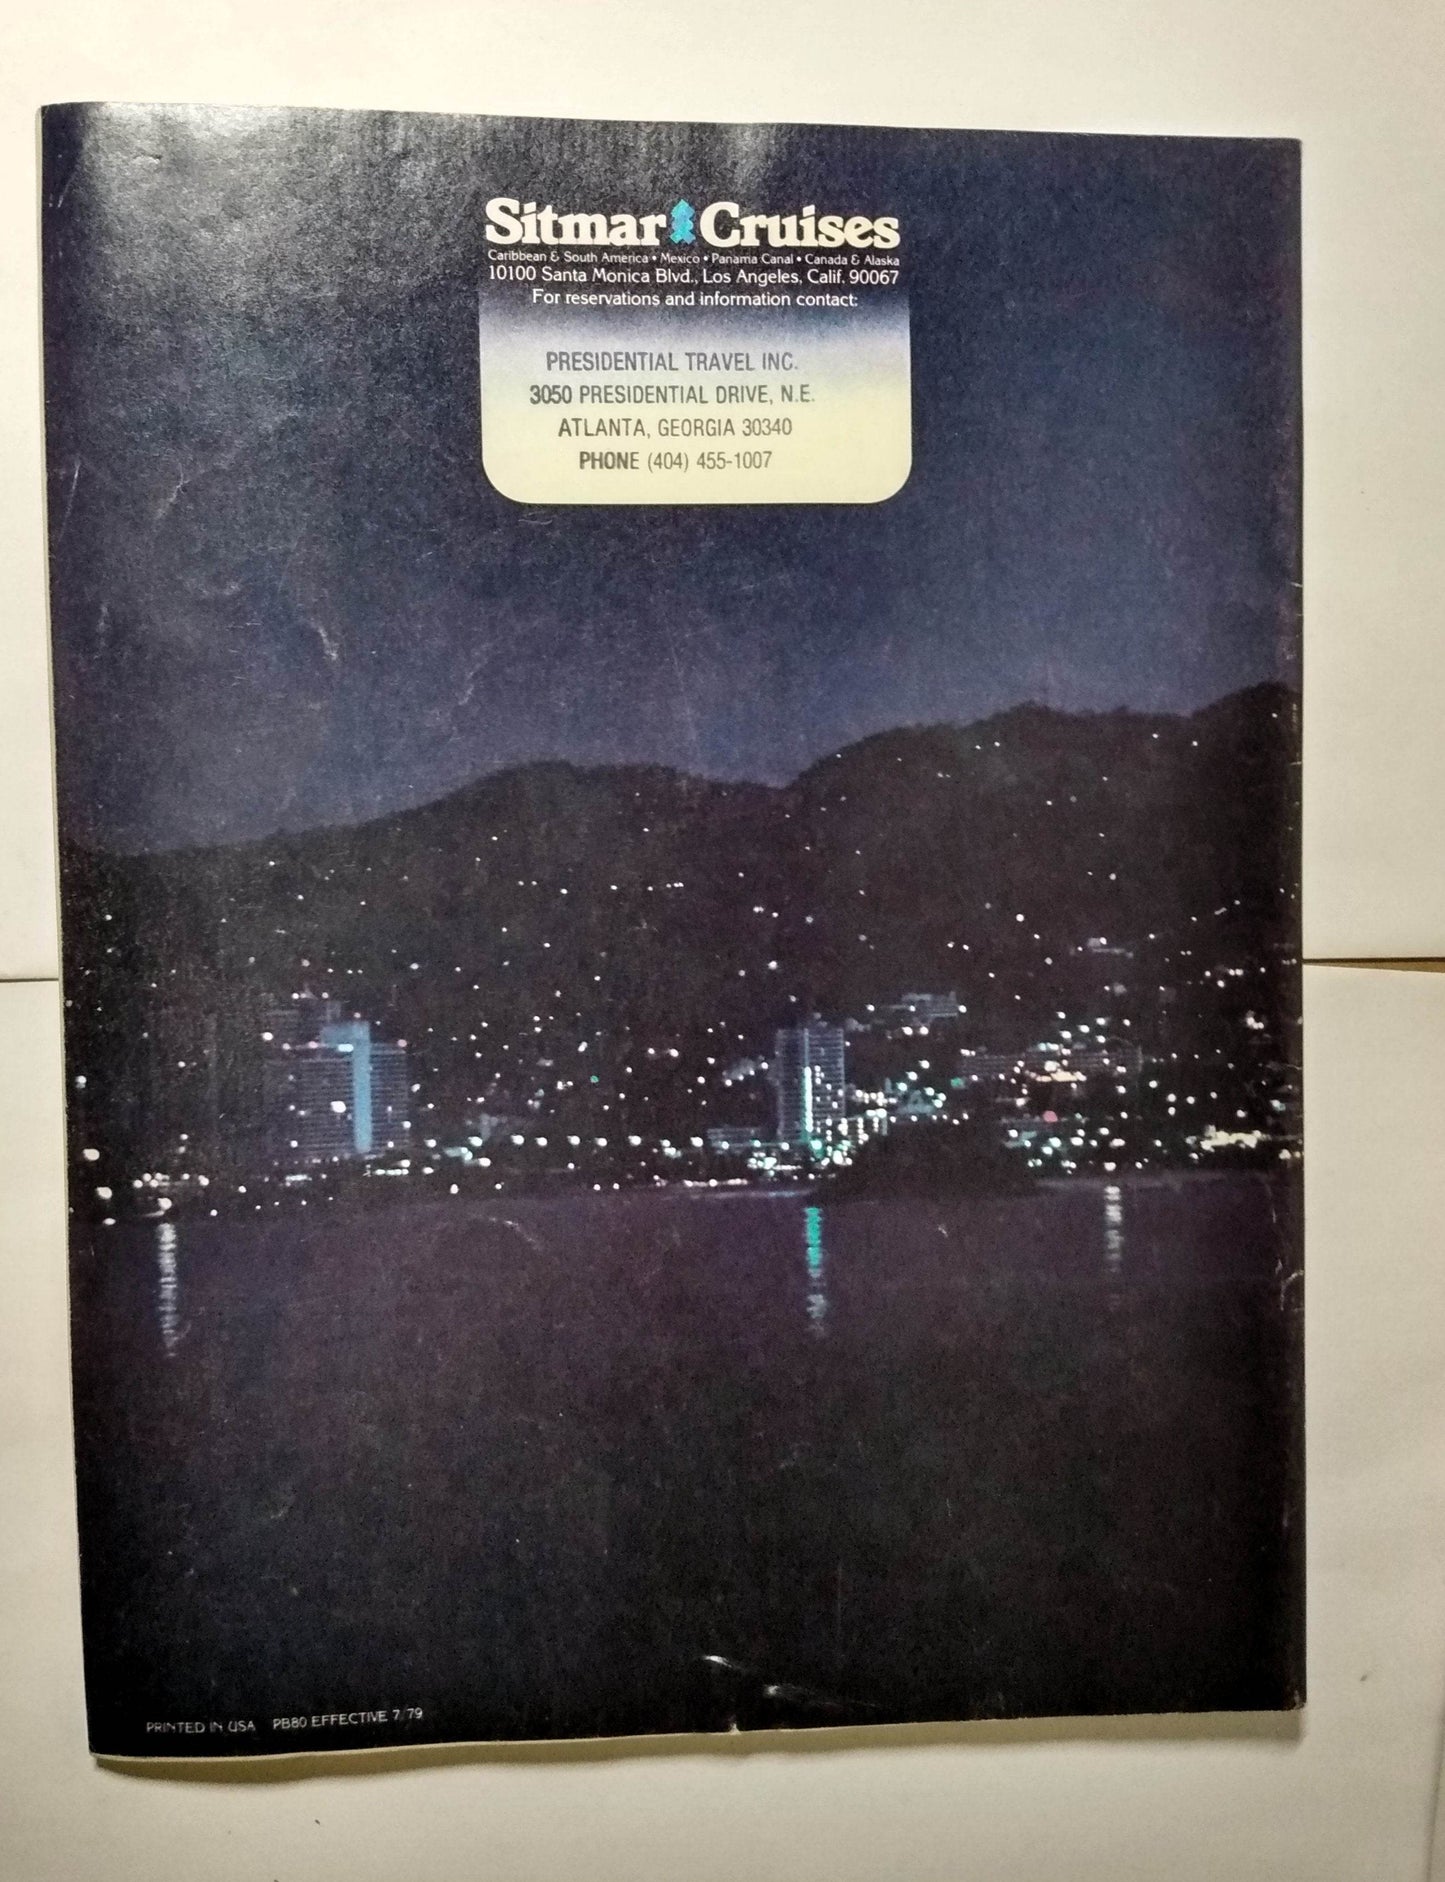 Sitmar Cruises
Caribbean & South America • Mexico • Panama Canal • Canada & Alaska
10100 Santa Monica Blvd., Los Angeles, Calif. 90067
For reservations and information contact:
PRESIDENTIAL TRAVEL INC.
3050 PRESIDENTIAL DRIVE, N.E.
ATLANTA, GEORGIA 30340
PHONE (404) 455-1007
PRINTED IN USA PB80 EFFECTIVE 7/79